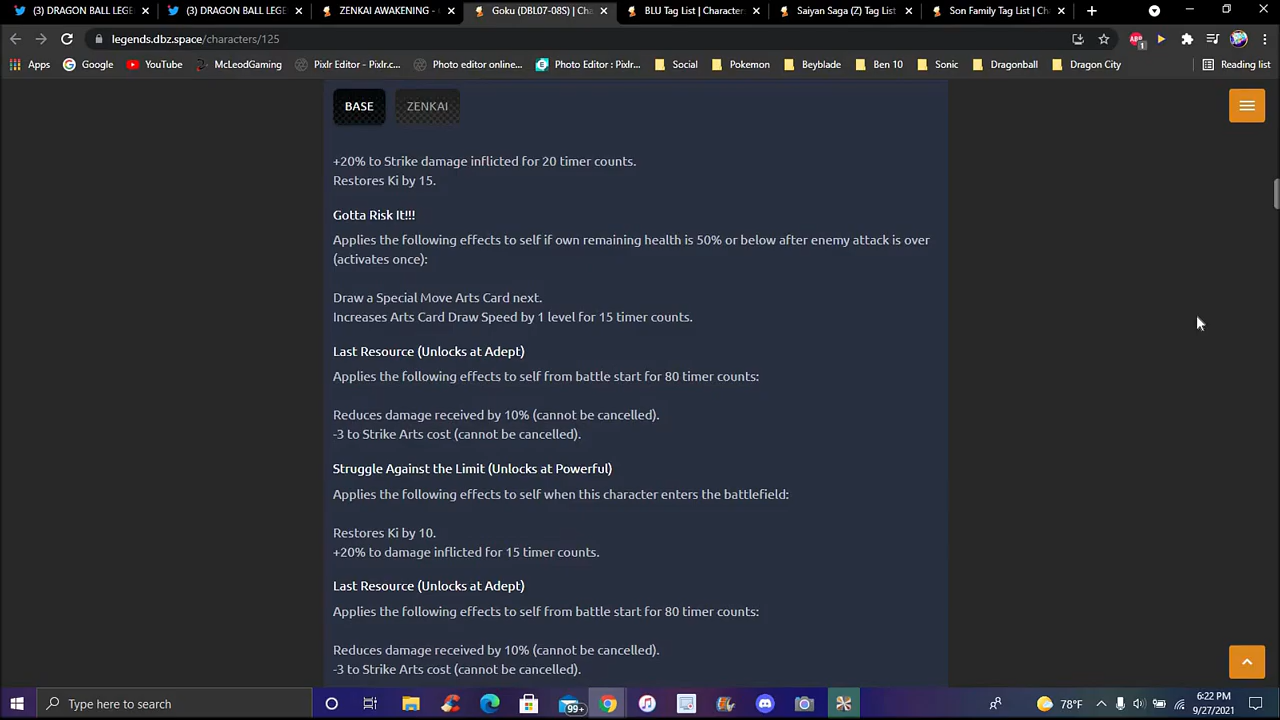 (3) DRAGON BALL LEGE
(3) DRAGON BALL LEGE
ZENKAI AWAKENING -
Goku (DBL07-08S) | Cha
BLU Tag List | Character
Saiyan Saga (Z) Tag List |
Son Family Tag List | Cha
legends.dbz.space/characters/125
ABP
1
Apps
Google
YouTube
McLeodGaming
Pixlr Editor - Pixlr.c...
Photo editor online...
Photo Editor : Pixlr...
Social
Pokemon
Beyblade
Ben 10
Sonic
Dragonball
Dragon City
Reading list
BASE
ZENKAI
+20% to Strike damage inflicted for 20 timer counts.
Restores Ki by 15.
Gotta Risk It!!!
Applies the following effects to self if own remaining health is 50% or below after enemy attack is over
(activates once):
Draw a Special Move Arts Card next.
Increases Arts Card Draw Speed by 1 level for 15 timer counts.
Last Resource (Unlocks at Adept)
Applies the following effects to self from battle start for 80 timer counts:
Reduces damage received by 10% (cannot be cancelled).
-3 to Strike Arts cost (cannot be cancelled).
Struggle Against the Limit (Unlocks at Powerful)
Applies the following effects to self when this character enters the battlefield:
Restores Ki by 10.
+20% to damage inflicted for 15 timer counts.
Last Resource (Unlocks at Adept)
Applies the following effects to self from battle start for 80 timer counts:
Reduces damage received by 10% (cannot be cancelled).
-3 to Strike Arts cost (cannot be cancelled).
Type here to search
99+
78°F
6:22 PM
9/27/2021